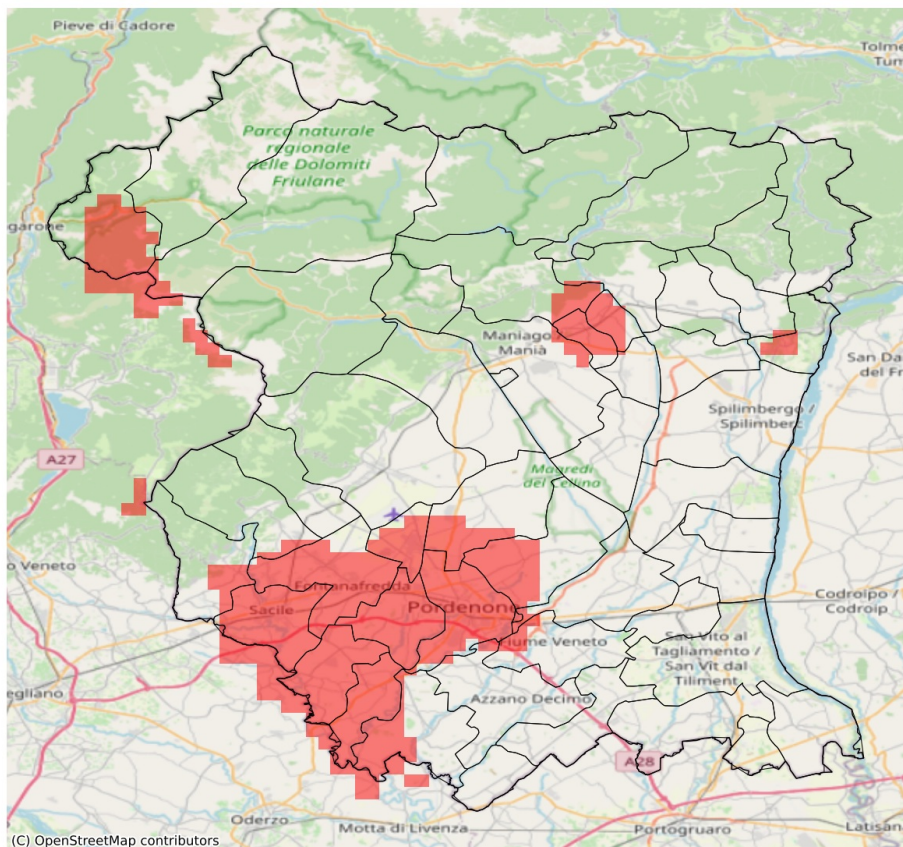 Pieve di Cadore
Tolme
Tum
Parco naturale
regionale
delle Dolomiti
Friulane
garone
Maniago
Manià
San Da
del Fr
Spilimbergo /
Spilimberc
A27
Magredi
del Cellina
o Veneto
Fontanafredda
Sacile
Pordenone
Codroipo /
Codroip
Fiume Veneto
San Vito al
Tagliamento /
San Vit dal
Tiliment
egliano
Azzano Decimo
A28
Oderzo
Motta di Livenza
Portogruaro
Latisan
(C) OpenStreetMap contributors